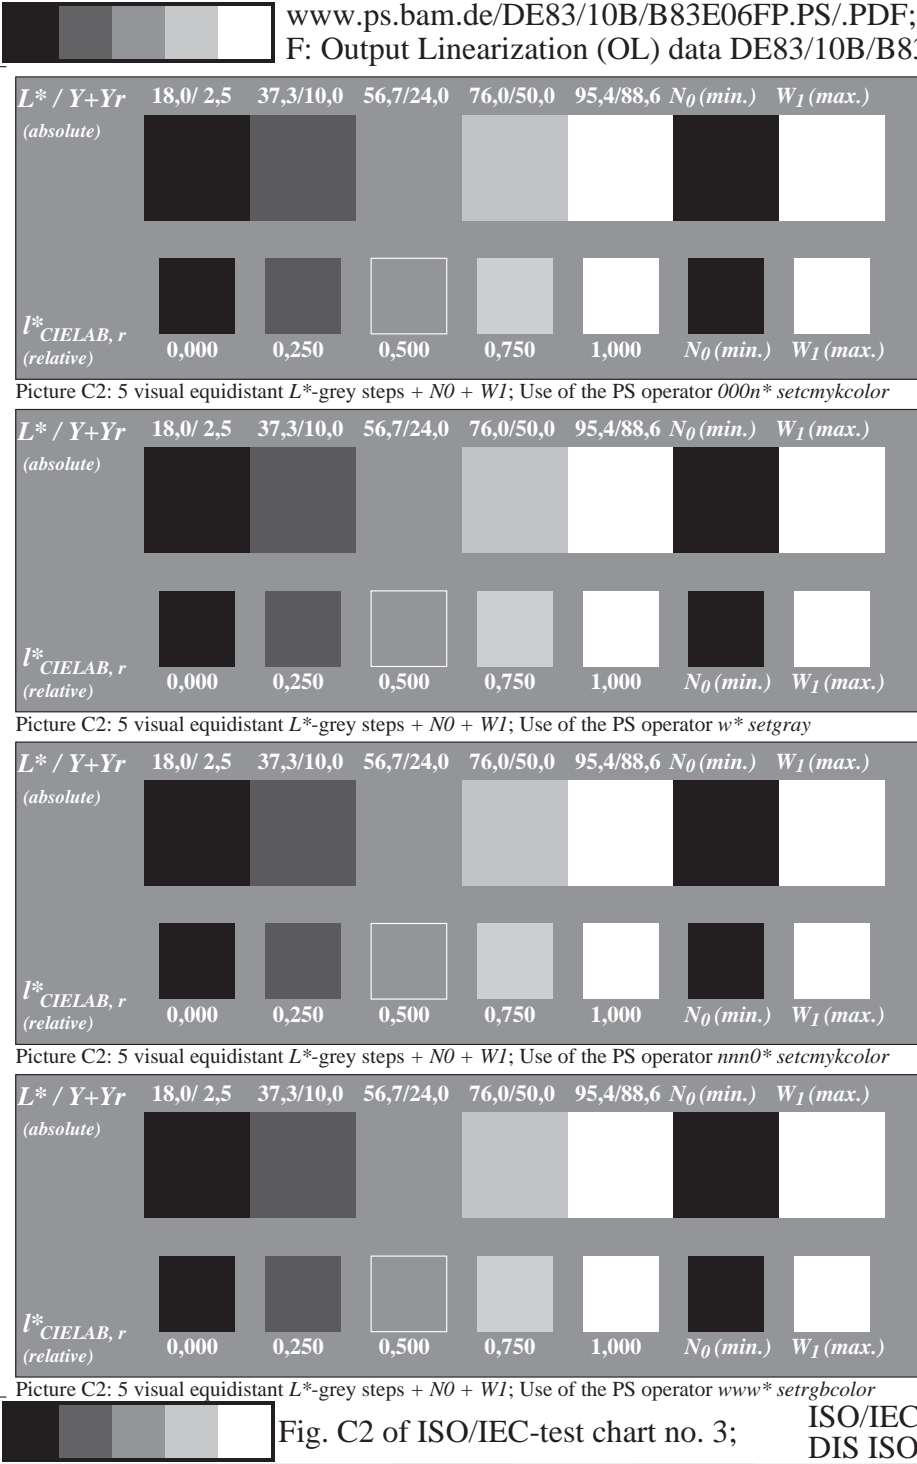 www.ps.bam.de/DE83/10B/B83E06FP.PS/.PDF;
F: Output Linearization (OL) data DE83/10B/B83
L* / Y+Yr 18,0/ 2,5 37,3/10,0 56,7/24,0 76,0/50,0 95,4/88,6 N0 (min.) W1 (max.)
(absolute)
l*CIELAB, r
(relative) 0,000 0,250 0,500 0,750 1,000 N0 (min.) W1 (max.)
Picture C2: 5 visual equidistant L*-grey steps + N0 + W1; Use of the PS operator 000n* setcmykcolor
L* / Y+Yr 18,0/ 2,5 37,3/10,0 56,7/24,0 76,0/50,0 95,4/88,6 N0 (min.) W1 (max.)
(absolute)
l*CIELAB, r
(relative) 0,000 0,250 0,500 0,750 1,000 N0 (min.) W1 (max.)
Picture C2: 5 visual equidistant L*-grey steps + N0 + W1; Use of the PS operator w* setgray
L* / Y+Yr 18,0/ 2,5 37,3/10,0 56,7/24,0 76,0/50,0 95,4/88,6 N0 (min.) W1 (max.)
(absolute)
l*CIELAB, r
(relative) 0,000 0,250 0,500 0,750 1,000 N0 (min.) W1 (max.)
Picture C2: 5 visual equidistant L*-grey steps + N0 + W1; Use of the PS operator nnn0* setcmykcolor
L* / Y+Yr 18,0/ 2,5 37,3/10,0 56,7/24,0 76,0/50,0 95,4/88,6 N0 (min.) W1 (max.)
(absolute)
l*CIELAB, r
(relative) 0,000 0,250 0,500 0,750 1,000 N0 (min.) W1 (max.)
Picture C2: 5 visual equidistant L*-grey steps + N0 + W1; Use of the PS operator www* setrgbcolor
Fig. C2 of ISO/IEC-test chart no. 3;
ISO/IEC
DIS ISO